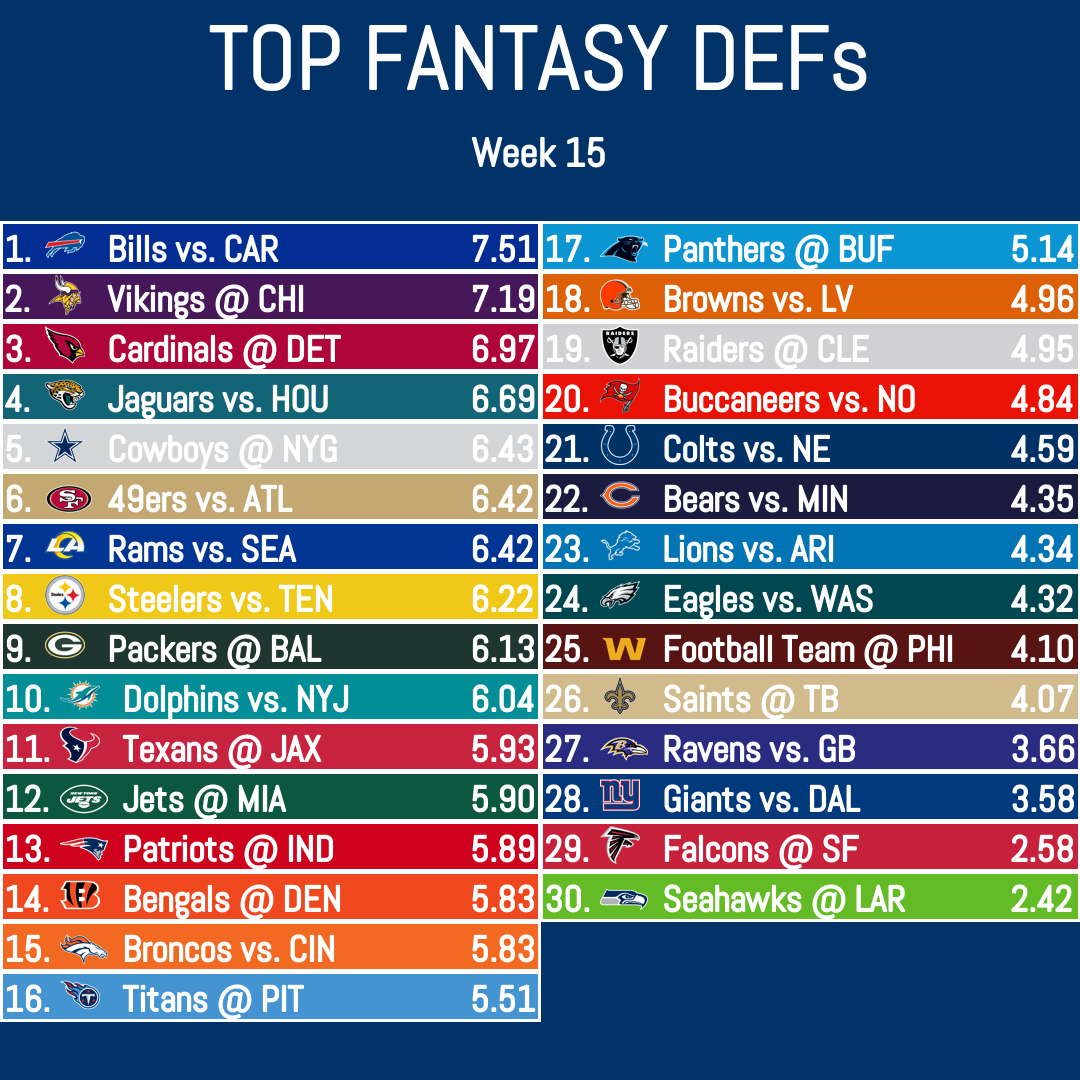 TOP FANTASY DEFs
Week 15
1. Bills vs. CAR 7.51
2. Vikings @ CHI 7.19
3. Cardinals @ DET 6.97
4. Jaguars vs. HOU 6.69
5. Cowboys @ NYG 6.43
6. 49ers vs. ATL 6.42
7. Rams vs. SEA 6.42
8. Steelers vs. TEN 6.22
9. Packers @ BAL 6.13
10. Dolphins vs. NYJ 6.04
11. Texans @ JAX 5.93
12. NEW YORK JETS Jets @ MIA 5.90
13. Patriots @ IND 5.89
14. Bengals @ DEN 5.83
15. Broncos vs. CIN 5.83
16. Titans @ PIT 5.51
17. Panthers @ BUF 5.14
18. Browns vs. LV 4.96
19. RAIDERS Raiders @ CLE 4.95
20. Buccaneers vs. NO 4.84
21. Colts vs. NE 4.59
22. Bears vs. MIN 4.35
23. Lions vs. ARI 4.34
24. Eagles vs. WAS 4.32
25. W Football Team @ PHI 4.10
26. Saints @ TB 4.07
27. Ravens vs. GB 3.66
28. ny Giants vs. DAL 3.58
29. Falcons @ SF 2.58
30. Seahawks @ LAR 2.42